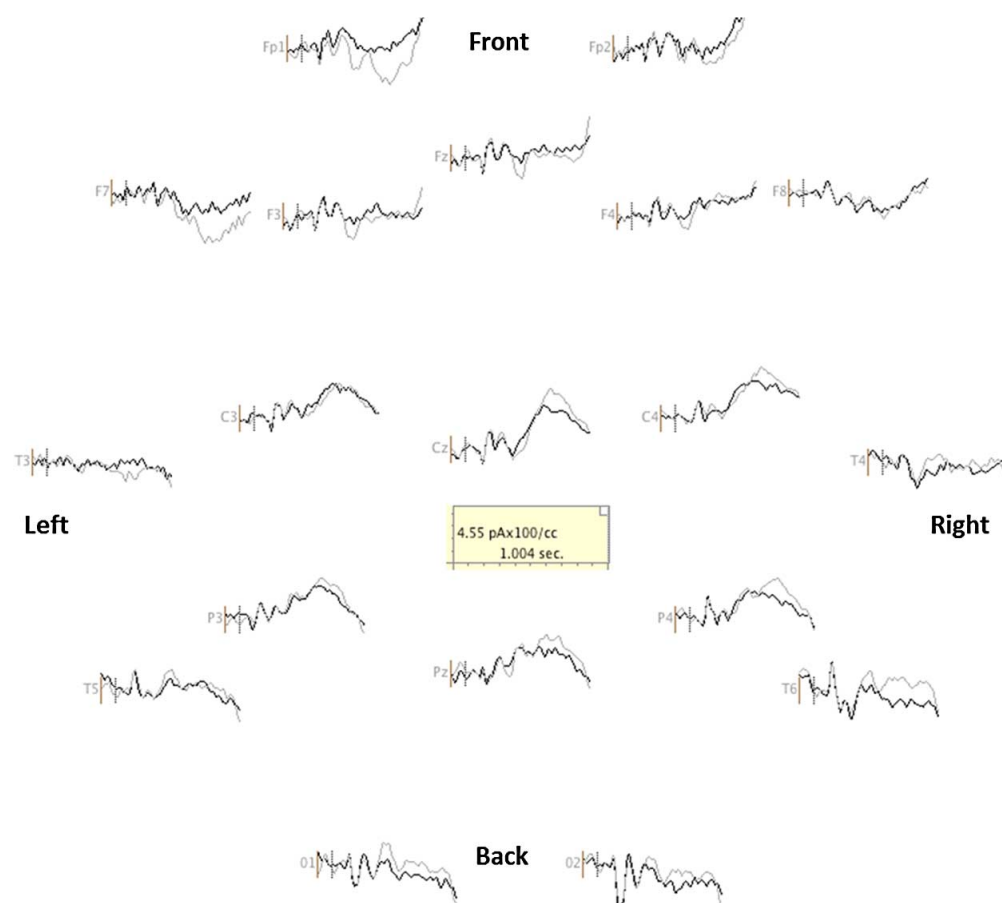 Fp1
Front
Fp2
Fz
F7
F3
F4
F8
C3
Cz
C4
T3
T4
Left
Right
4.55 pAx100/cc
1.004 sec.
P3
P4
Pz
T5
T6
01
Back
02